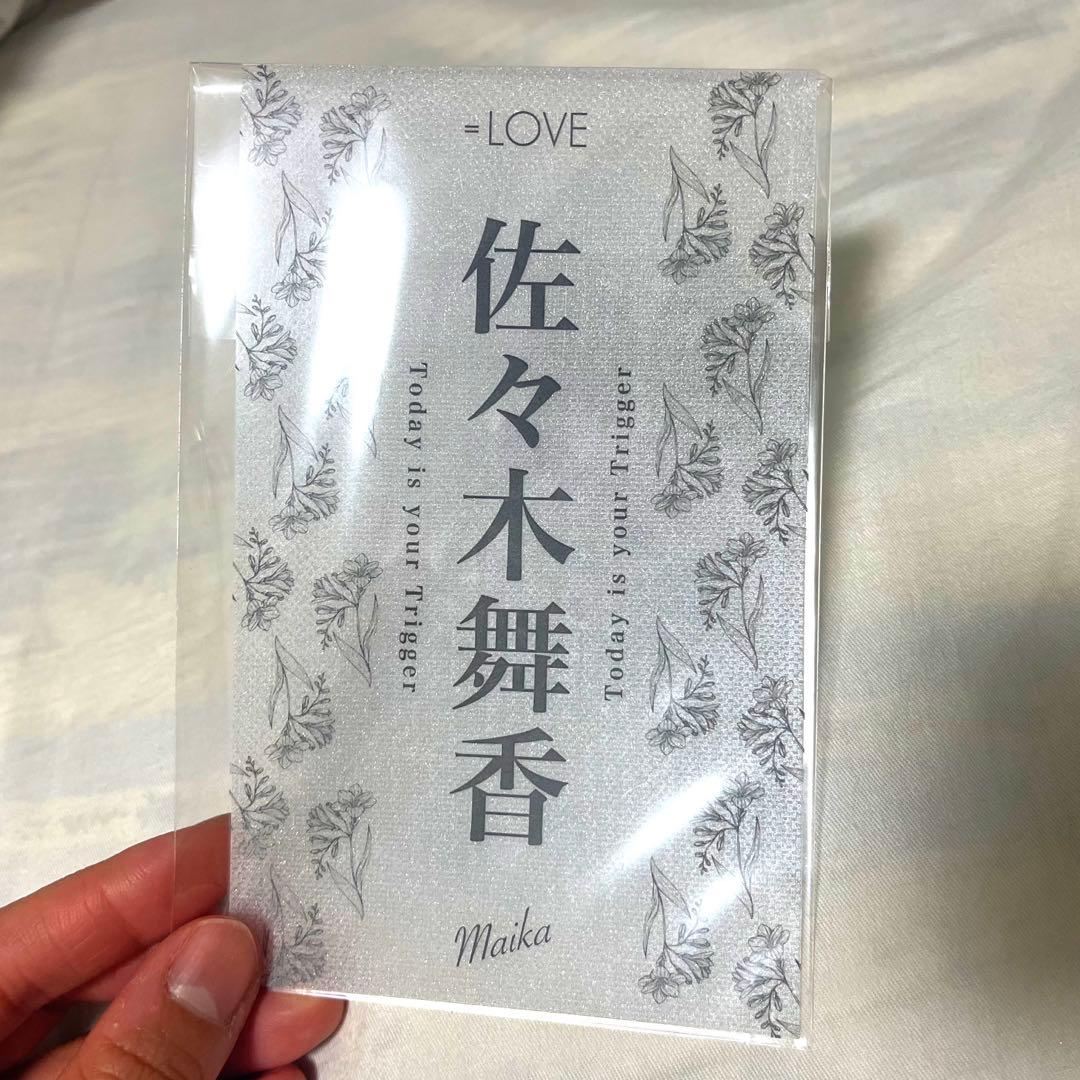 =LOVE
佐々木舞香
Today is your Trigger
Today is your Trigger
Maika